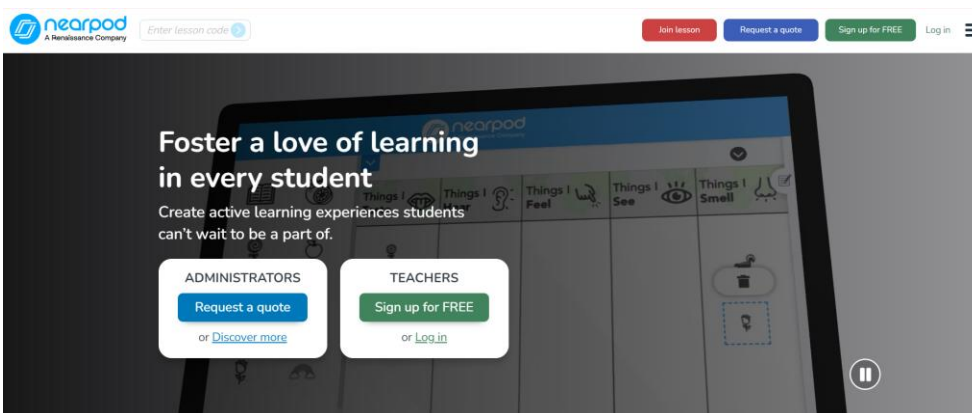 nearpod
A Renaissance Company
Enter lesson code
Join lesson
Request a quote
Sign up for FREE
Log in
nearpod
Foster a love of learning
in every student
Create active learning experiences students
can't wait to be a part of.
Things I
Things I
Things I
Feel
Things I
See
Things I
Smell
ADMINISTRATORS
Request a quote
or Discover more
TEACHERS
Sign up for FREE
or Log in